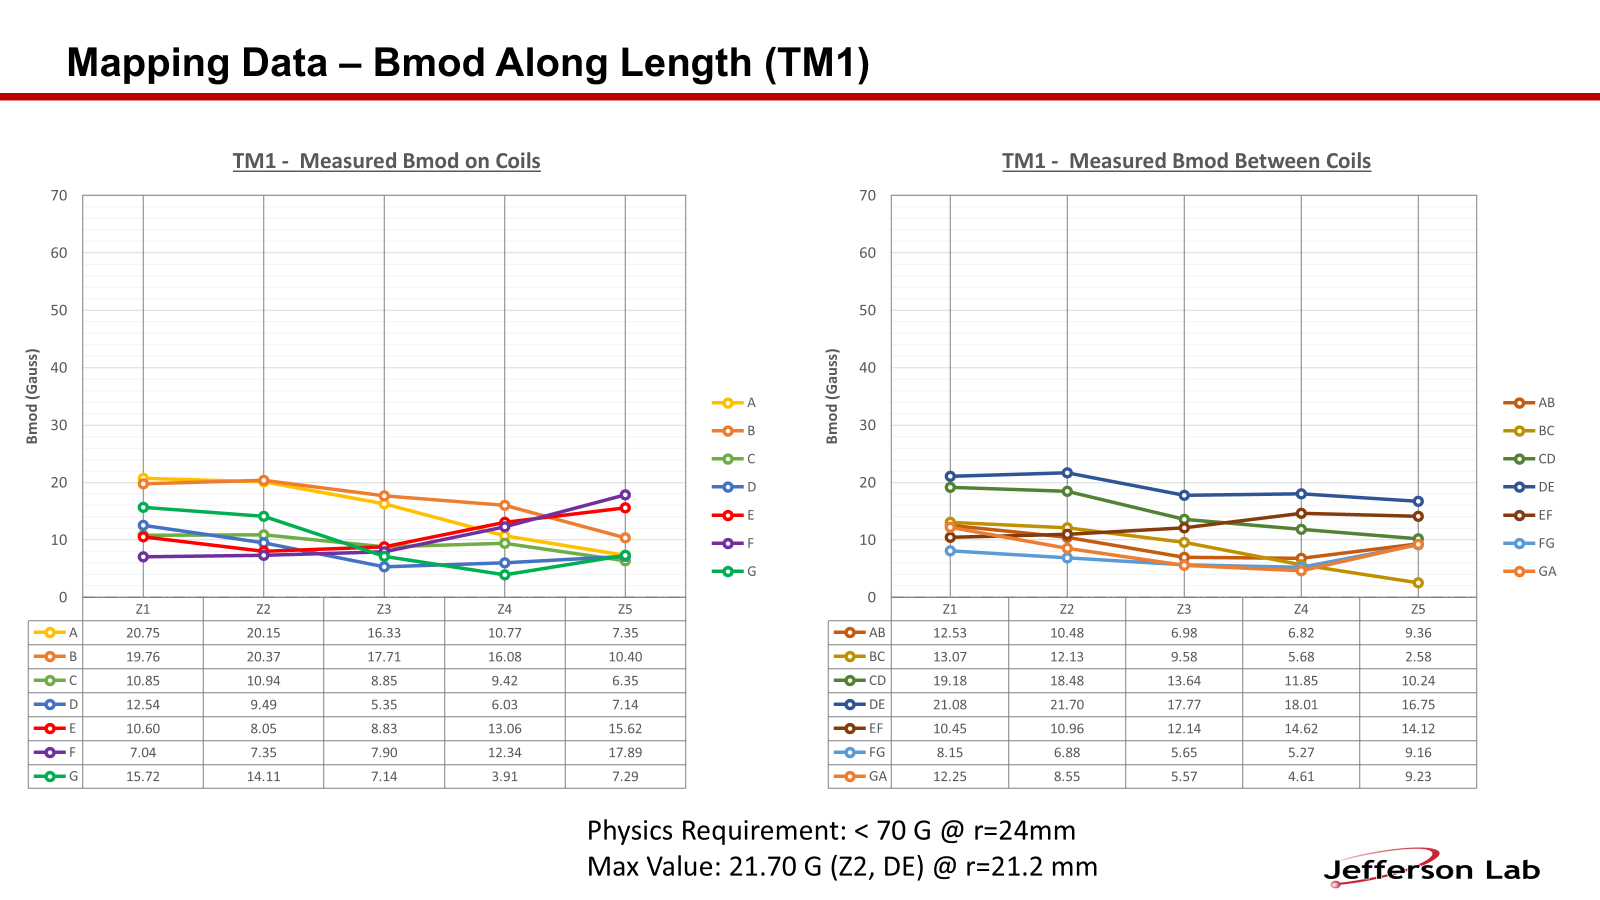 Mapping Data – Bmod Along Length (TM1)
TM1 -  Measured Bmod on Coils
70
60
50
40
30
20
10
0
Bmod (Gauss)
A
B
C
D
E
F
G
Z1 Z2 Z3 Z4 Z5
A 20.75 20.15 16.33 10.77 7.35
B 19.76 20.37 17.71 16.08 10.40
C 10.85 10.94 8.85 9.42 6.35
D 12.54 9.49 5.35 6.03 7.14
E 10.60 8.05 8.83 13.06 15.62
F 7.04 7.35 7.90 12.34 17.89
G 15.72 14.11 7.14 3.91 7.29
TM1 -  Measured Bmod Between Coils
70
60
50
40
30
20
10
0
Bmod (Gauss)
AB
BC
CD
DE
EF
FG
GA
Z1 Z2 Z3 Z4 Z5
AB 12.53 10.48 6.98 6.82 9.36
BC 13.07 12.13 9.58 5.68 2.58
CD 19.18 18.48 13.64 11.85 10.24
DE 21.08 21.70 17.77 18.01 16.75
EF 10.45 10.96 12.14 14.62 14.12
FG 8.15 6.88 5.65 5.27 9.16
GA 12.25 8.55 5.57 4.61 9.23
Physics Requirement: < 70 G @ r=24mm
Max Value: 21.70 G (Z2, DE) @ r=21.2 mm
Jefferson Lab